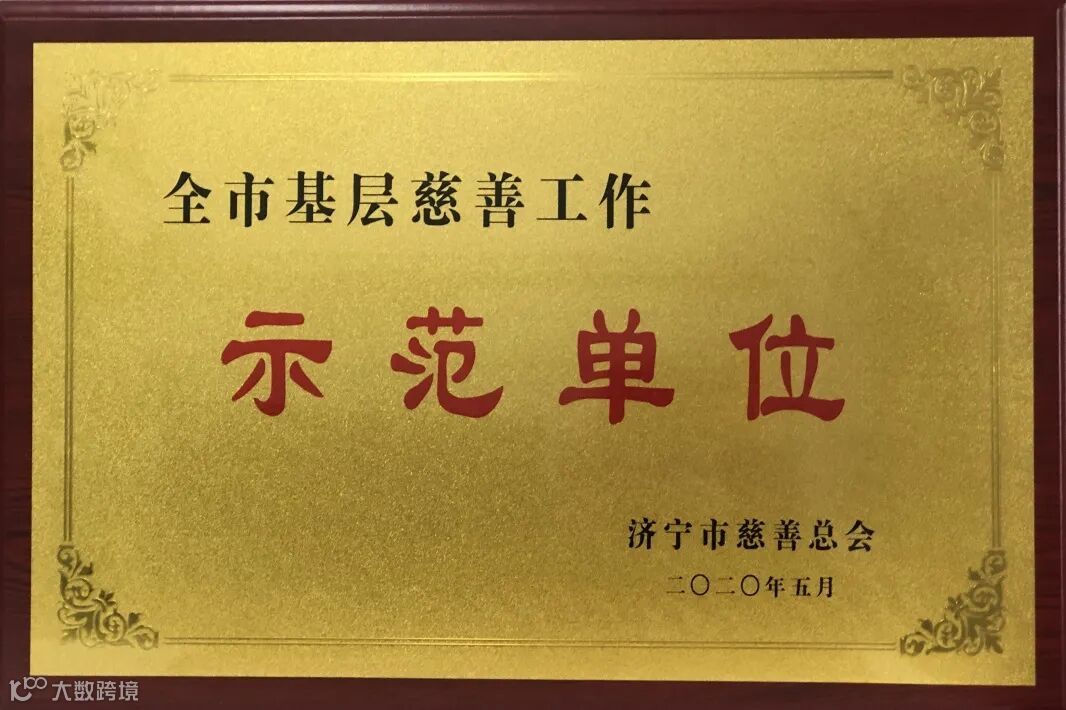 全市基层慈善工作
示范单位
济宁市慈善总会
二〇二〇年五月
大数跨境